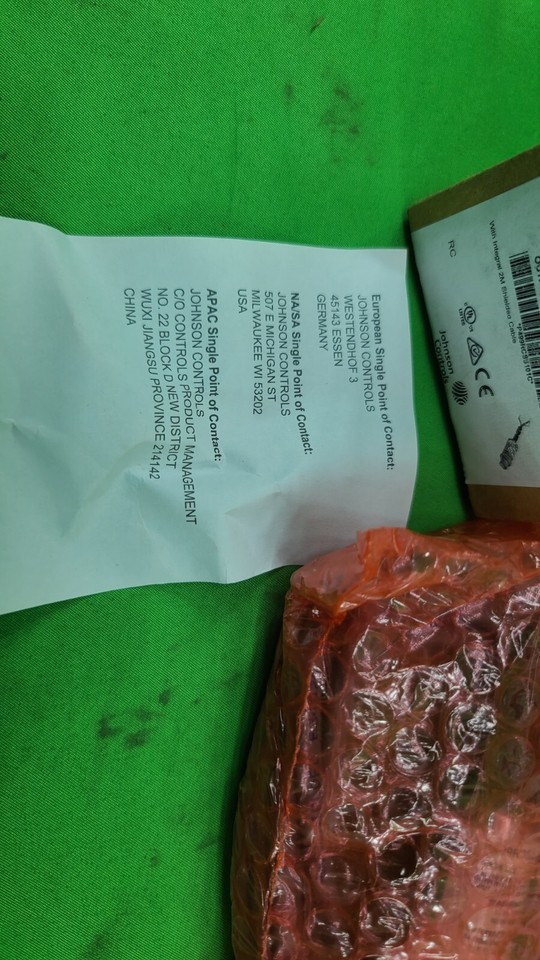 European Single Point of Contact:
JOHNSON CONTROLS
WESTENDHOF 3
45143 ESSEN
GERMANY
NA/SA Single Point of Contact:
JOHNSON CONTROLS
507 E MICHIGAN ST
MILWAUKEE WI 53202
USA
APAC Single Point of Contact:
JOHNSON CONTROLS
C/O CONTROLS PRODUCT MANAGEMENT
NO. 22 BLOCK D NEW DISTRICT
WUXI JIANGSU PROVINCE 214142
CHINA
With Integral 2M Shielded Cable
RC
Johnson
Controls
CE